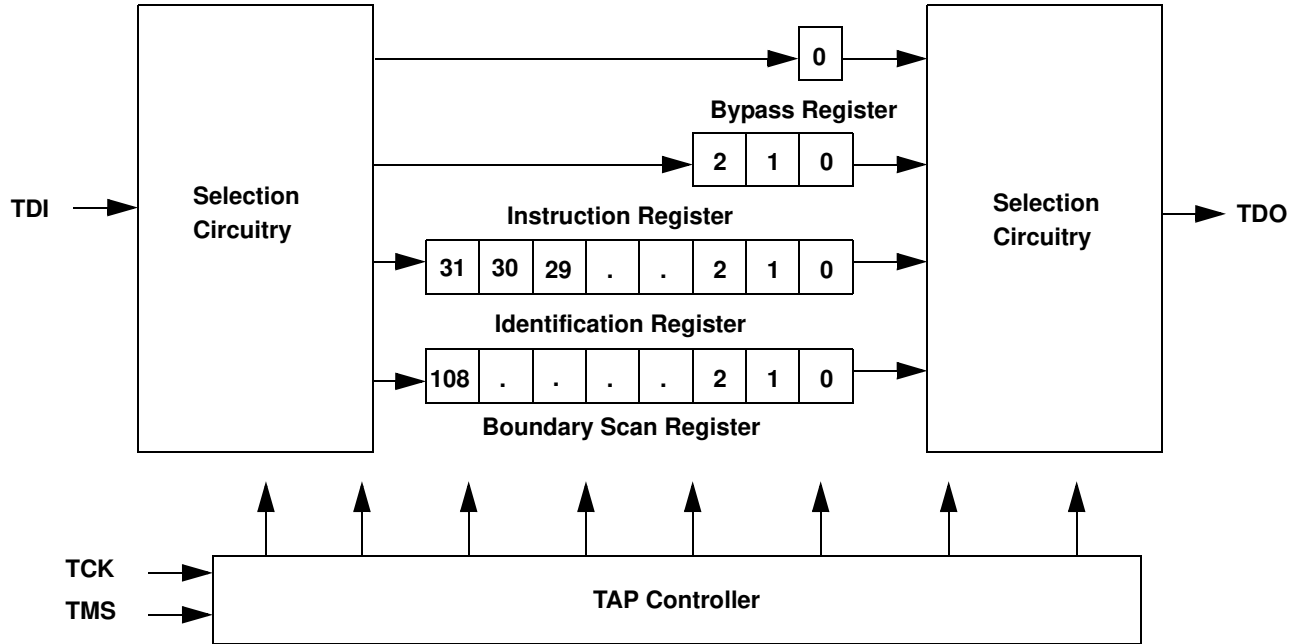 0
Bypass Register
2 1 0
Selection
Circuitry
TDI
Instruction Register
31 30 29 . . 2 1 0
Identification Register
108 . . . . 2 1 0
Boundary Scan Register
Selection
Circuitry
TDO
TCK
TMS
TAP Controller